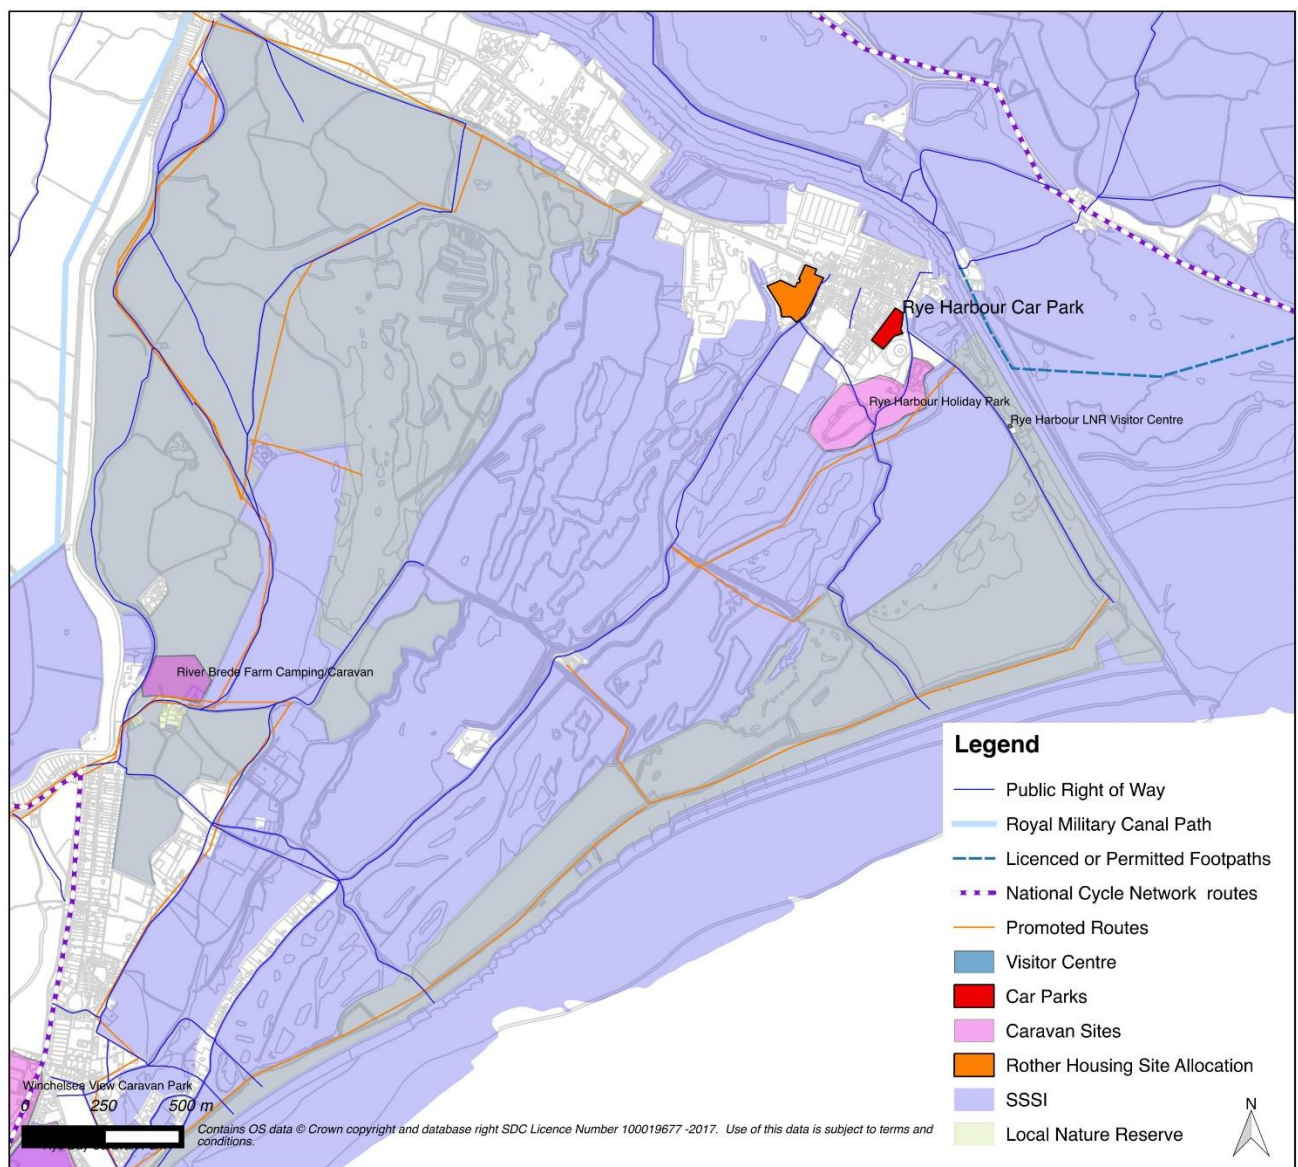 Rye Harbour Car Park
Rye Harbour Holiday Park
Rye Harbour LNR Visitor Centre
River Brede Farm Camping/Caravan
Legend
Public Right of Way
Royal Military Canal Path
Licenced or Permitted Footpaths
National Cycle Network routes
Promoted Routes
Visitor Centre
Car Parks
Caravan Sites
Rother Housing Site Allocation
SSSI
Local Nature Reserve
N
Winchelsea View Caravan Park
0 250 500 m
Contains OS data © Crown copyright and database right SDC Licence Number 100019677 -2017. Use of this data is subject to terms and
conditions.